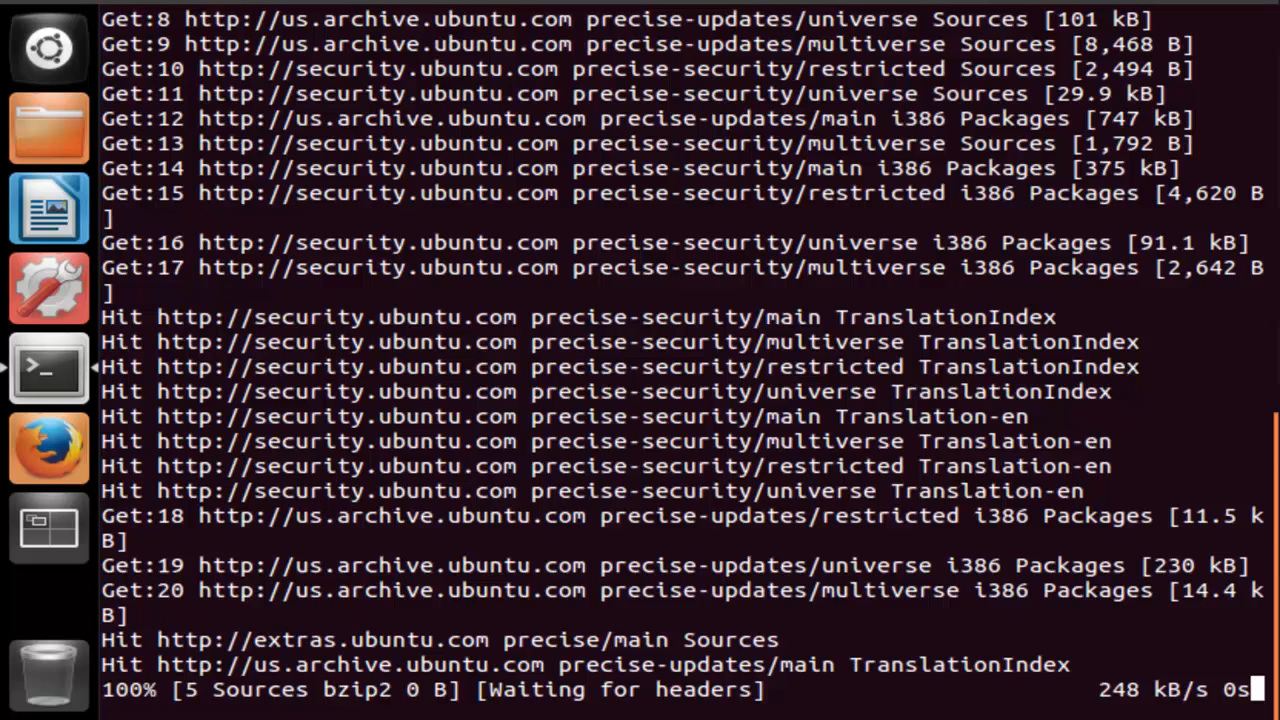 Get:8 http://us.archive.ubuntu.com precise-updates/universe Sources [101 kB]
Get:9 http://us.archive.ubuntu.com precise-updates/multiverse Sources [8,468 B]
Get:10 http://security.ubuntu.com precise-security/restricted Sources [2,494 B]
Get:11 http://security.ubuntu.com precise-security/universe Sources [29.9 kB]
Get:12 http://us.archive.ubuntu.com precise-updates/main i386 Packages [747 kB]
Get:13 http://security.ubuntu.com precise-security/multiverse Sources [1,792 B]
Get:14 http://security.ubuntu.com precise-security/main i386 Packages [375 kB]
Get:15 http://security.ubuntu.com precise-security/restricted i386 Packages [4,620 B
]
Get:16 http://security.ubuntu.com precise-security/universe i386 Packages [91.1 kB]
Get:17 http://security.ubuntu.com precise-security/multiverse i386 Packages [2,642 B
]
Hit http://security.ubuntu.com precise-security/main TranslationIndex
Hit http://security.ubuntu.com precise-security/multiverse TranslationIndex
Hit http://security.ubuntu.com precise-security/restricted TranslationIndex
Hit http://security.ubuntu.com precise-security/universe TranslationIndex
Hit http://security.ubuntu.com precise-security/main Translation-en
Hit http://security.ubuntu.com precise-security/multiverse Translation-en
Hit http://security.ubuntu.com precise-security/restricted Translation-en
Hit http://security.ubuntu.com precise-security/universe Translation-en
Get:18 http://us.archive.ubuntu.com precise-updates/restricted i386 Packages [11.5 k
B]
Get:19 http://us.archive.ubuntu.com precise-updates/universe i386 Packages [230 kB]
Get:20 http://us.archive.ubuntu.com precise-updates/multiverse i386 Packages [14.4 k
B]
Hit http://extras.ubuntu.com precise/main Sources
Hit http://us.archive.ubuntu.com precise-updates/main TranslationIndex
100% [5 Sources bzip2 0 B] [Waiting for headers] 248 kB/s 0s